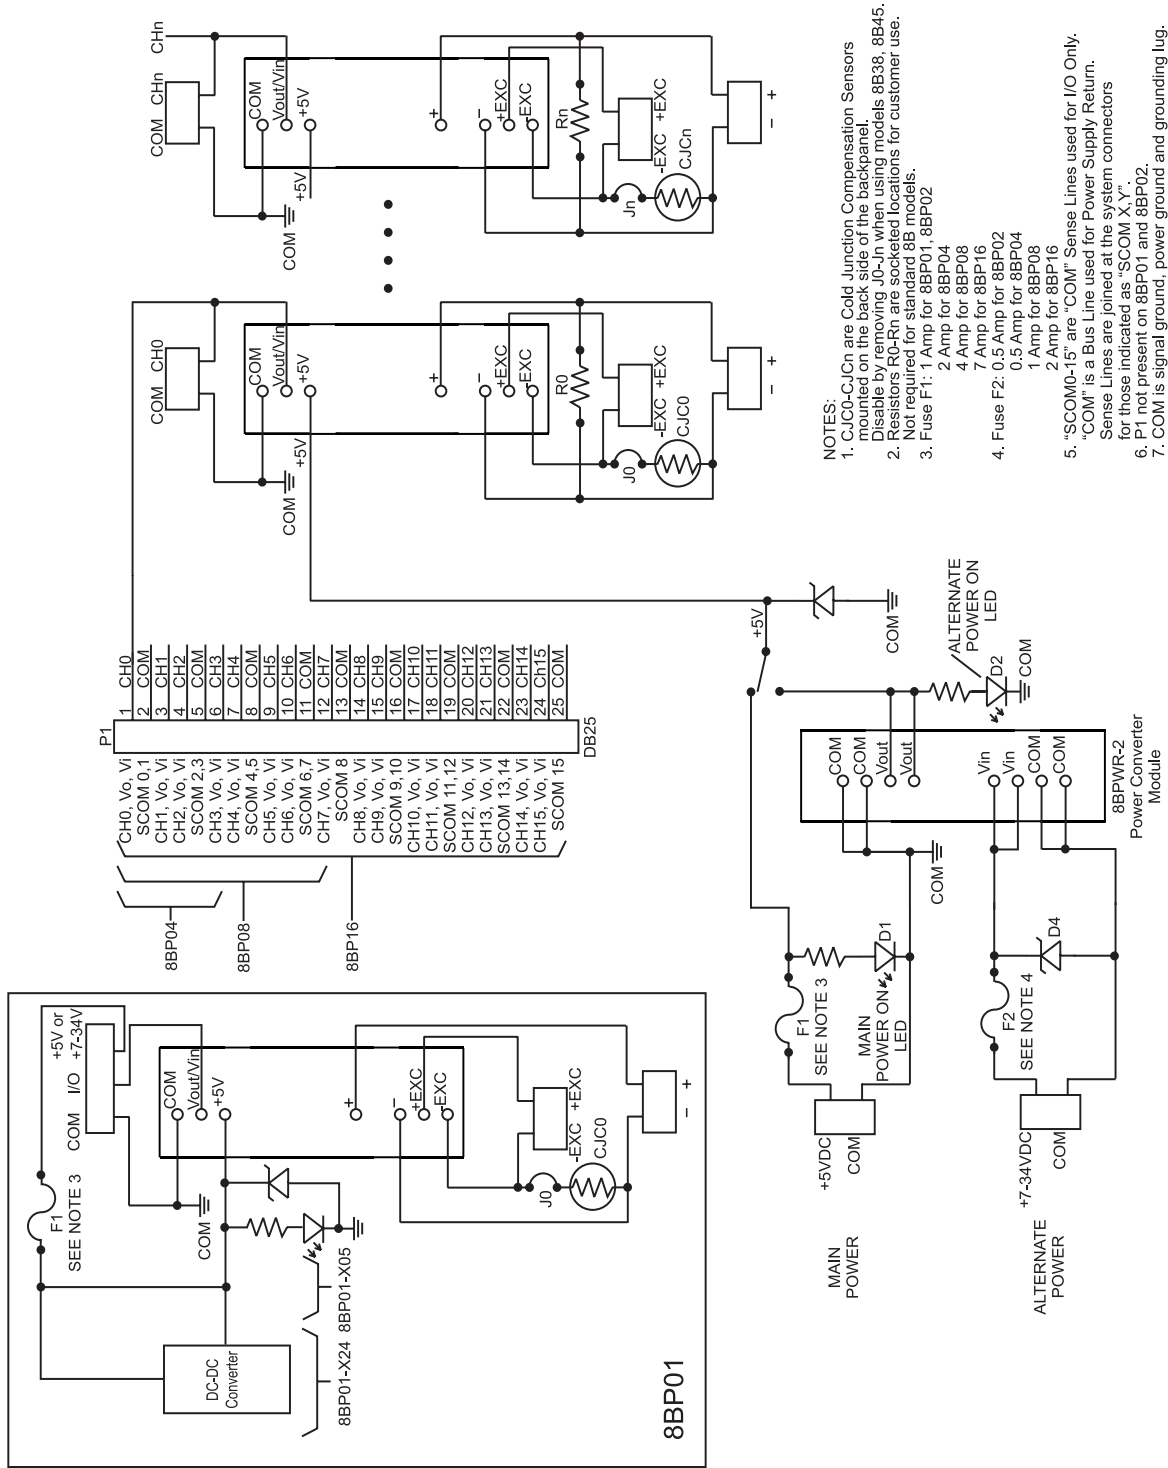 8BP01
DC-DC
Converter
8BP01-X24
8BP01-X05
F1
SEE NOTE 3
COM
I/O
+5V or
+7-34V
COM
COM
Vout/Vin
+5V
+
−
+EXC
-EXC
J0
-EXC
+EXC
CJC0
−
+
8BP04
8BP08
8BP16
P1
CH0, Vo, Vi
SCOM 0,1
CH1, Vo, Vi
CH2, Vo, Vi
SCOM 2,3
CH3, Vo, Vi
CH4, Vo, Vi
SCOM 4,5
CH5, Vo, Vi
CH6, Vo, Vi
SCOM 6,7
CH7, Vo, Vi
SCOM 8
CH8, Vo, Vi
CH9, Vo, Vi
SCOM 9,10
CH10, Vo, Vi
CH11, Vo, Vi
SCOM 11,12
CH12, Vo, Vi
CH13, Vo, Vi
SCOM 13,14
CH14, Vo, Vi
CH15, Vo, Vi
SCOM 15
1 CH0
2 COM
3 CH1
4 CH2
5 COM
6 CH3
7 CH4
8 COM
9 CH5
10 CH6
11 COM
12 CH7
13 COM
14 CH8
15 CH9
16 COM
17 CH10
18 CH11
19 COM
20 CH12
21 CH13
22 COM
23 CH14
24 Ch15
25 COM
DB25
COM CH0
COM
+5V
COM
Vout/Vin
+5V
+
−
+EXC
-EXC
R0
J0
-EXC
+EXC
CJC0
−
+
COM CHn
CHn
COM
+5V
COM
Vout/Vin
+5V
+
−
+EXC
-EXC
Rn
Jn
-EXC
+EXC
CJCn
−
+
MAIN
POWER
+5VDC
COM
F1
SEE NOTE 3
MAIN
POWER ON
LED
D1
COM
ALTERNATE
POWER
+7-34VDC
COM
F2
SEE NOTE 4
D4
COM
COM
Vout
Vout
Vin
Vin
COM
COM
8BPWR-2
Power Converter
Module
+5V
COM
ALTERNATE
POWER ON
LED
D2
COM
NOTES:
1. CJC0-CJCn are Cold Junction Compensation Sensors
mounted on the back side of the backpanel.
Disable by removing J0-Jn when using models 8B38, 8B45.
2. Resistors R0-Rn are socketed locations for customer use.
Not required for standard 8B models.
3. Fuse F1: 1 Amp for 8BP01, 8BP02
2 Amp for 8BP04
4 Amp for 8BP08
7 Amp for 8BP16
4. Fuse F2: 0.5 Amp for 8BP02
0.5 Amp for 8BP04
1 Amp for 8BP08
2 Amp for 8BP16
5. “SCOM0-15” are “COM” Sense Lines used for I/O Only.
“COM” is a Bus Line used for Power Supply Return.
Sense Lines are joined at the system connectors
for those indicated as “SCOM X,Y”.
6. P1 not present on 8BP01 and 8BP02.
7. COM is signal ground, power ground and grounding lug.